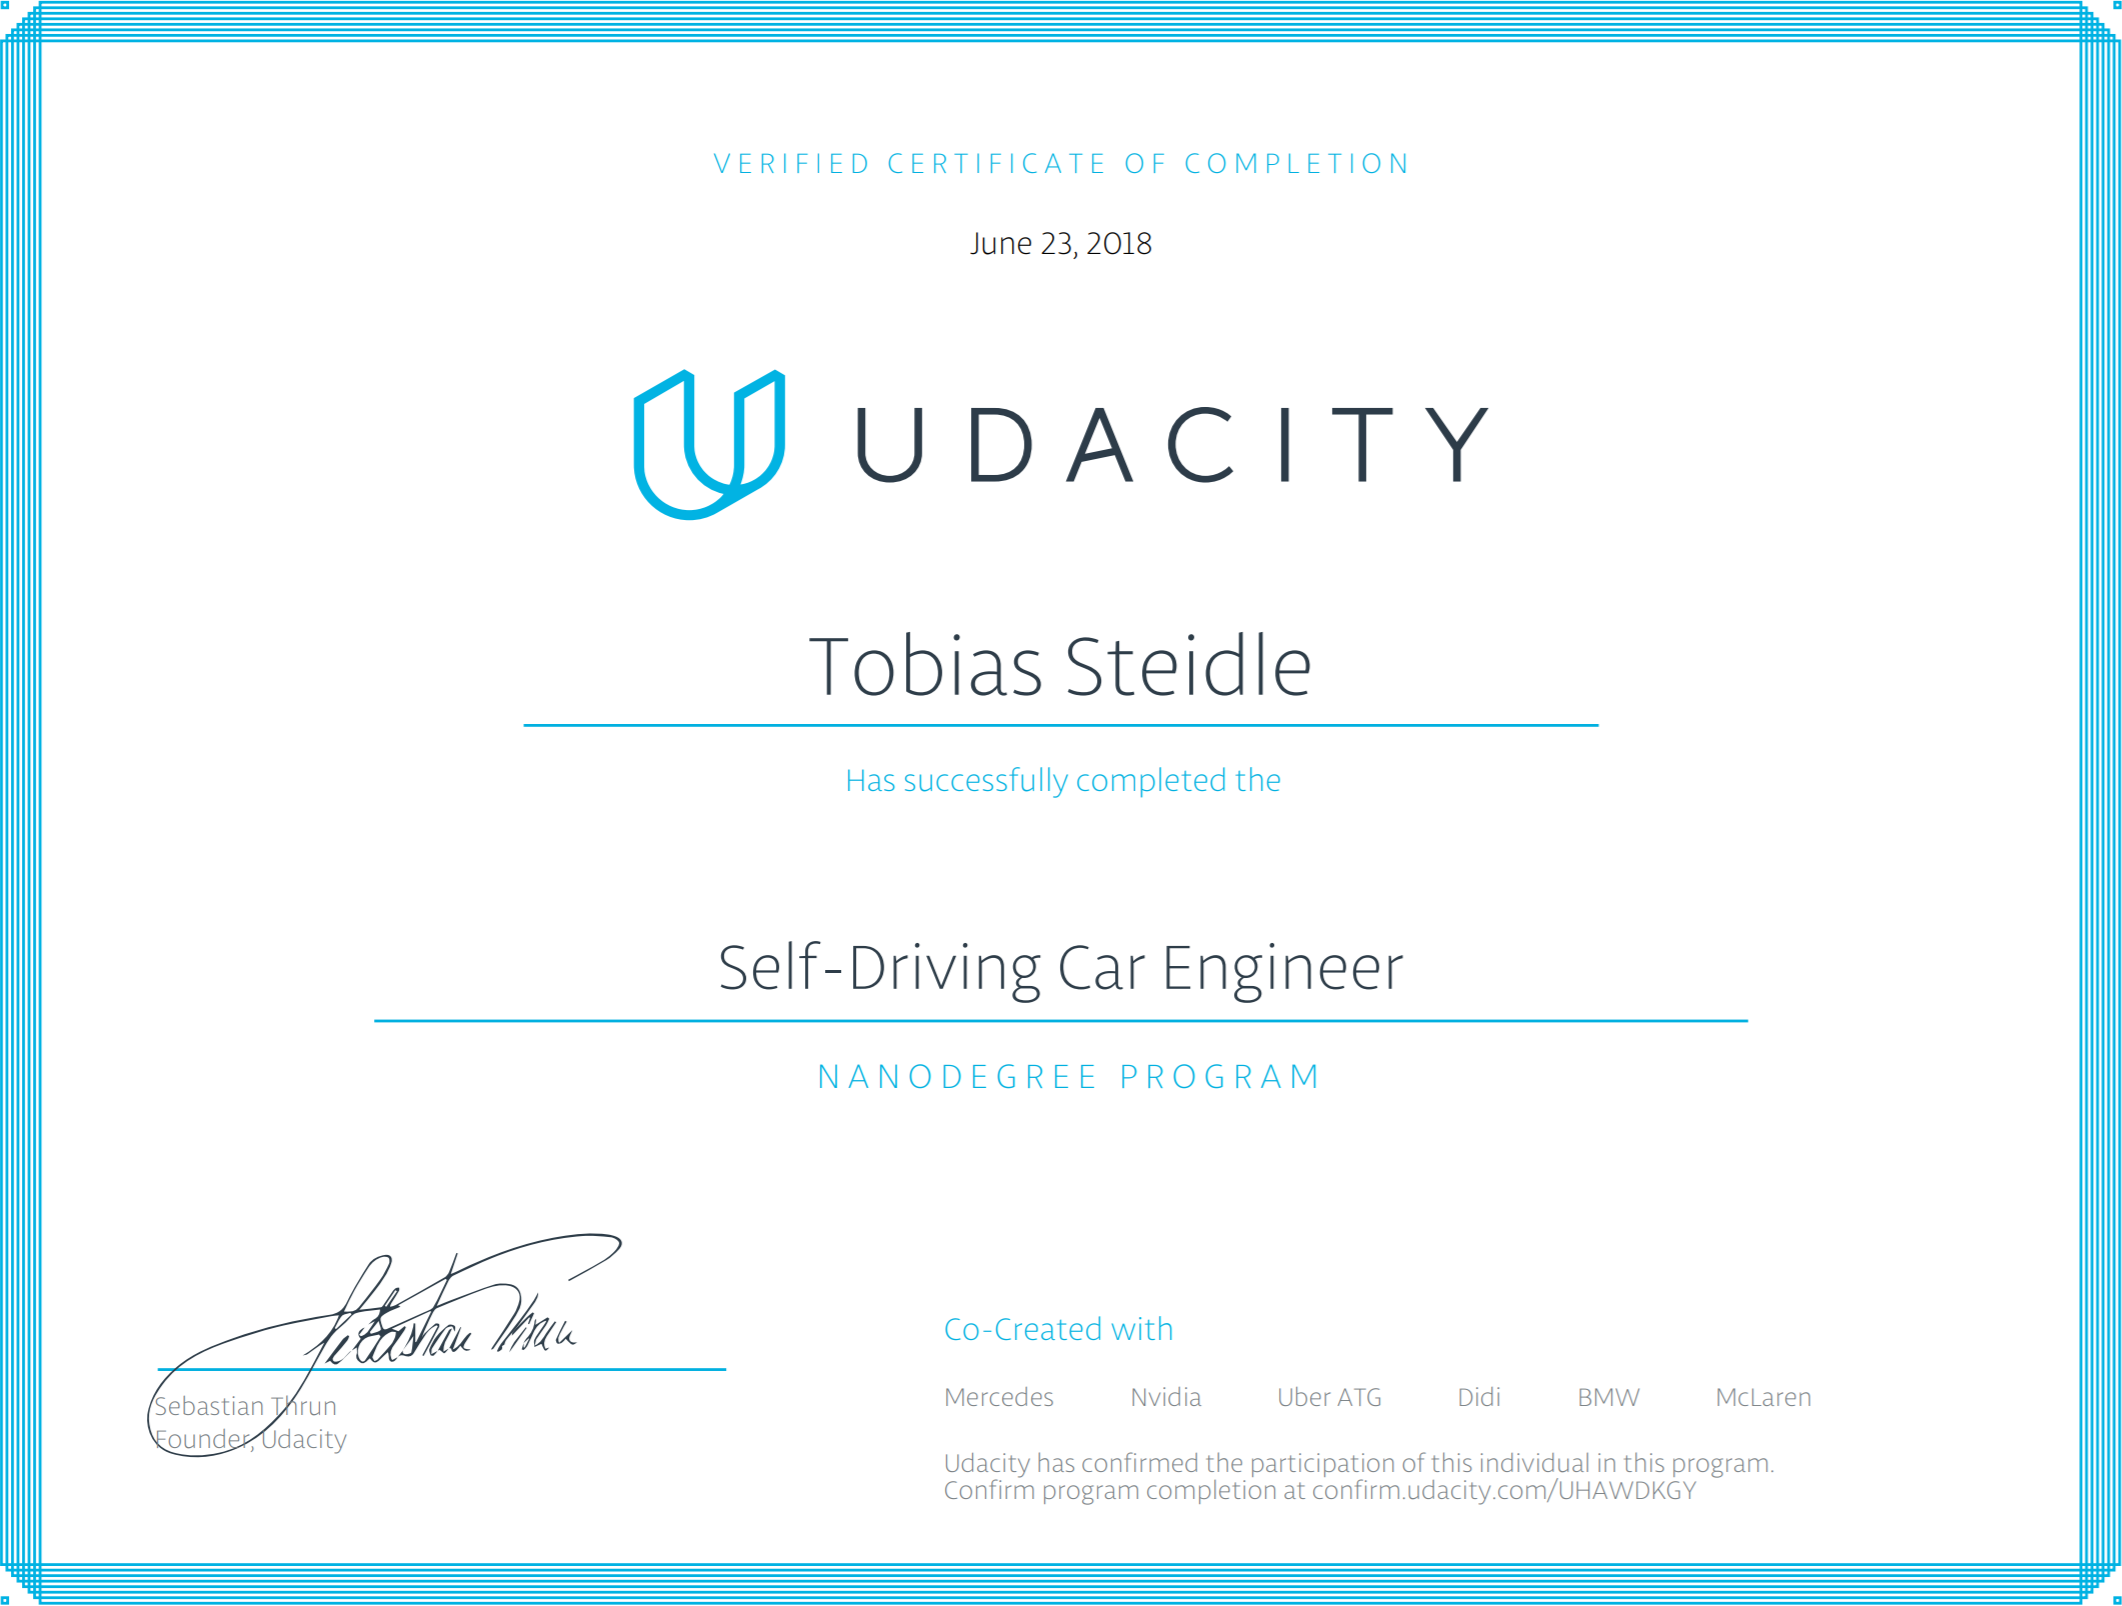 VERIFIED CERTIFICATE OF COMPLETION
June 23, 2018
UDACITY
Tobias Steidle
Has successfully completed the
Self-Driving Car Engineer
NANODEGREE PROGRAM
Sebastian Thrun
Sebastian Thrun
Founder, Udacity
Co-Created with
Mercedes Nvidia Uber ATG Didi BMW McLaren
Udacity has confirmed the participation of this individual in this program.
Confirm program completion at confirm.udacity.com/UHAWDKGY